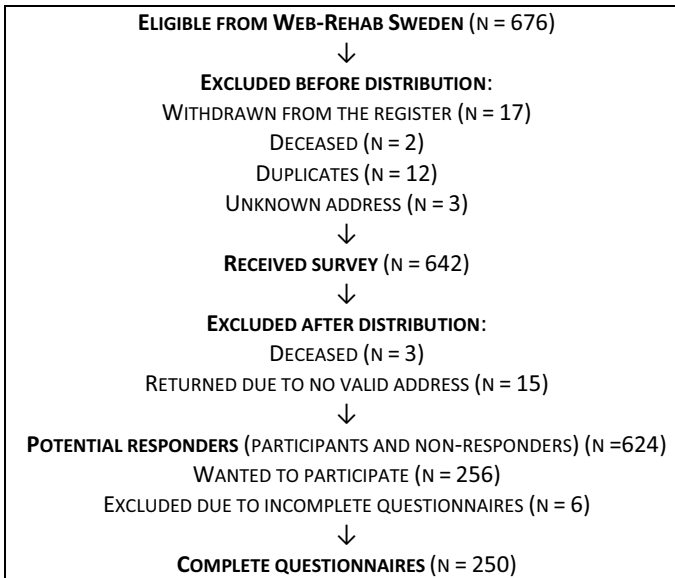 ELIGIBLE FROM WEB-REHAB SWEDEN (N = 676)
↓
EXCLUDED BEFORE DISTRIBUTION:
WITHDRAWN FROM THE REGISTER (N = 17)
DECEASED (N = 2)
DUPLICATES (N = 12)
UNKNOWN ADDRESS (N = 3)
↓
RECEIVED SURVEY (N = 642)
↓
EXCLUDED AFTER DISTRIBUTION:
DECEASED (N = 3)
RETURNED DUE TO NO VALID ADDRESS (N = 15)
↓
POTENTIAL RESPONDERS (PARTICIPANTS AND NON-RESPONDERS) (N =624)
WANTED TO PARTICIPATE (N = 256)
EXCLUDED DUE TO INCOMPLETE QUESTIONNAIRES (N = 6)
↓
COMPLETE QUESTIONNAIRES (N = 250)